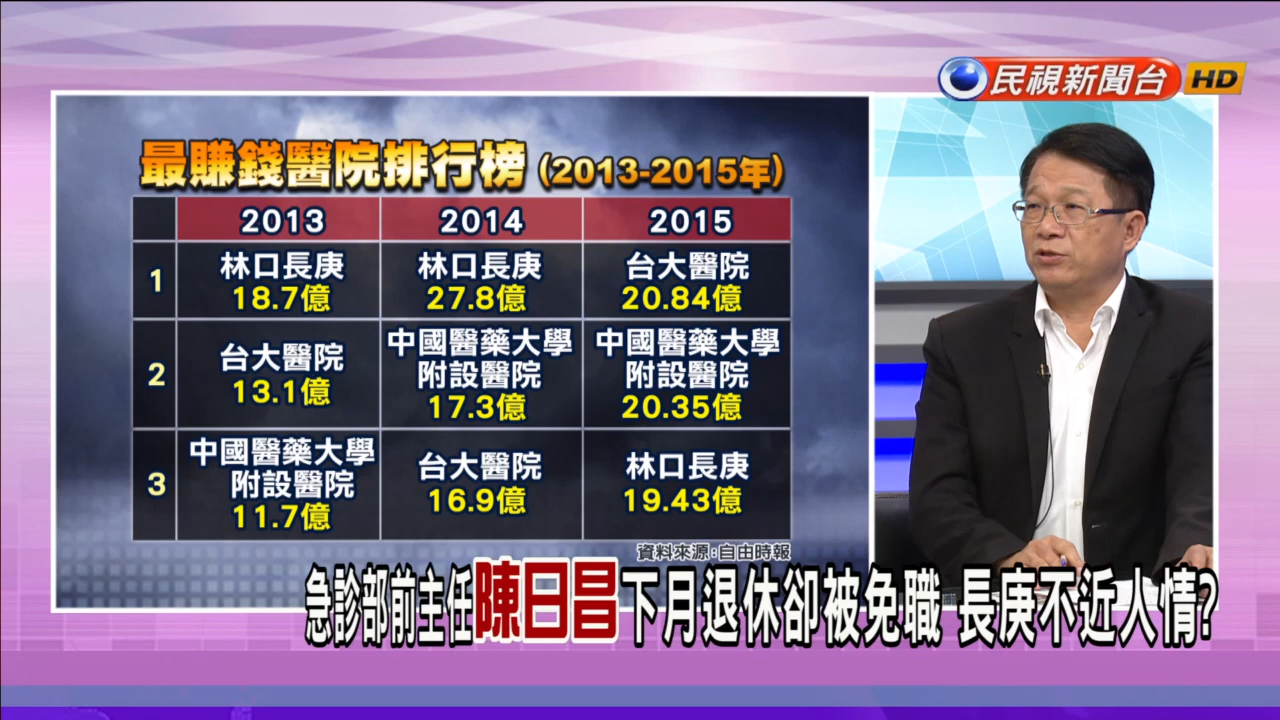 民視新聞台 HD
最賺錢醫院排行榜 (2013-2015年)
2013 2014 2015
1 林口長庚 林口長庚 台大醫院
18.7億 27.8億 20.84億
2 台大醫院 中國醫藥大學 中國醫藥大學
附設醫院 附設醫院
13.1億 17.3億 20.35億
3 中國醫藥大學 台大醫院 林口長庚
附設醫院
11.7億 16.9億 19.43億
資料來源:自由時報
急診部前主任陳日昌下月退休卻被免職 長庚不近人情?